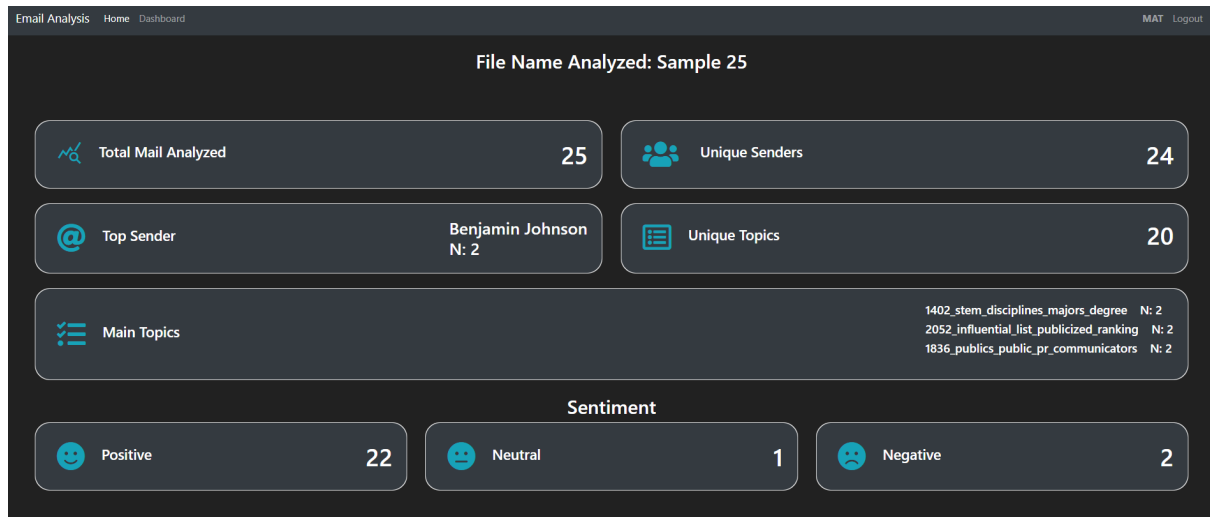 Email Analysis Home Dashboard MAT Logout
File Name Analyzed: Sample 25
Total Mail Analyzed 25
Unique Senders 24
Top Sender Benjamin Johnson
N: 2
Unique Topics 20
Main Topics
1402_stem_disciplines_majors_degree N: 2
2052_influential_list_publicized_ranking N: 2
1836_publics_public_pr_communicators N: 2
Sentiment
Positive 22
Neutral 1
Negative 2